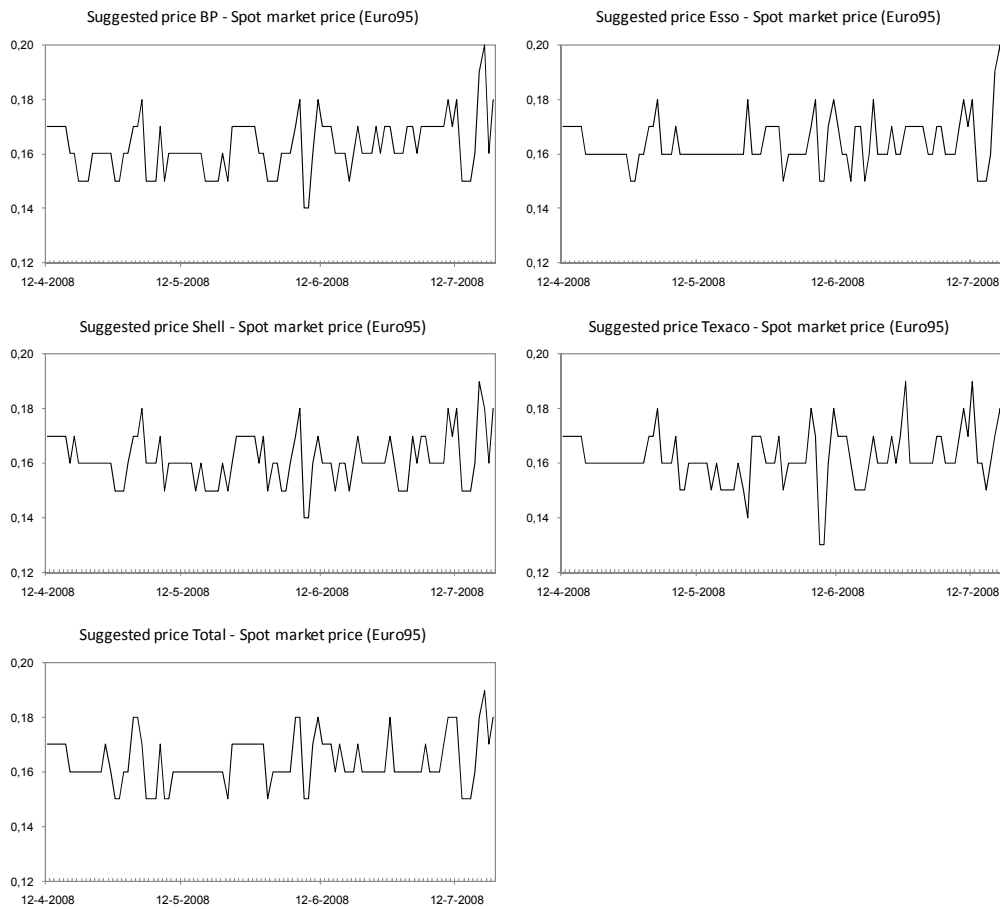 Suggested price BP - Spot market price (Euro95)
0,20
0,18
0,16
0,14
0,12
12-4-2008 12-5-2008 12-6-2008 12-7-2008
Suggested price Esso - Spot market price (Euro95)
0,20
0,18
0,16
0,14
0,12
12-4-2008 12-5-2008 12-6-2008 12-7-2008
Suggested price Shell - Spot market price (Euro95)
0,20
0,18
0,16
0,14
0,12
12-4-2008 12-5-2008 12-6-2008 12-7-2008
Suggested price Texaco - Spot market price (Euro95)
0,20
0,18
0,16
0,14
0,12
12-4-2008 12-5-2008 12-6-2008 12-7-2008
Suggested price Total - Spot market price (Euro95)
0,20
0,18
0,16
0,14
0,12
12-4-2008 12-5-2008 12-6-2008 12-7-2008